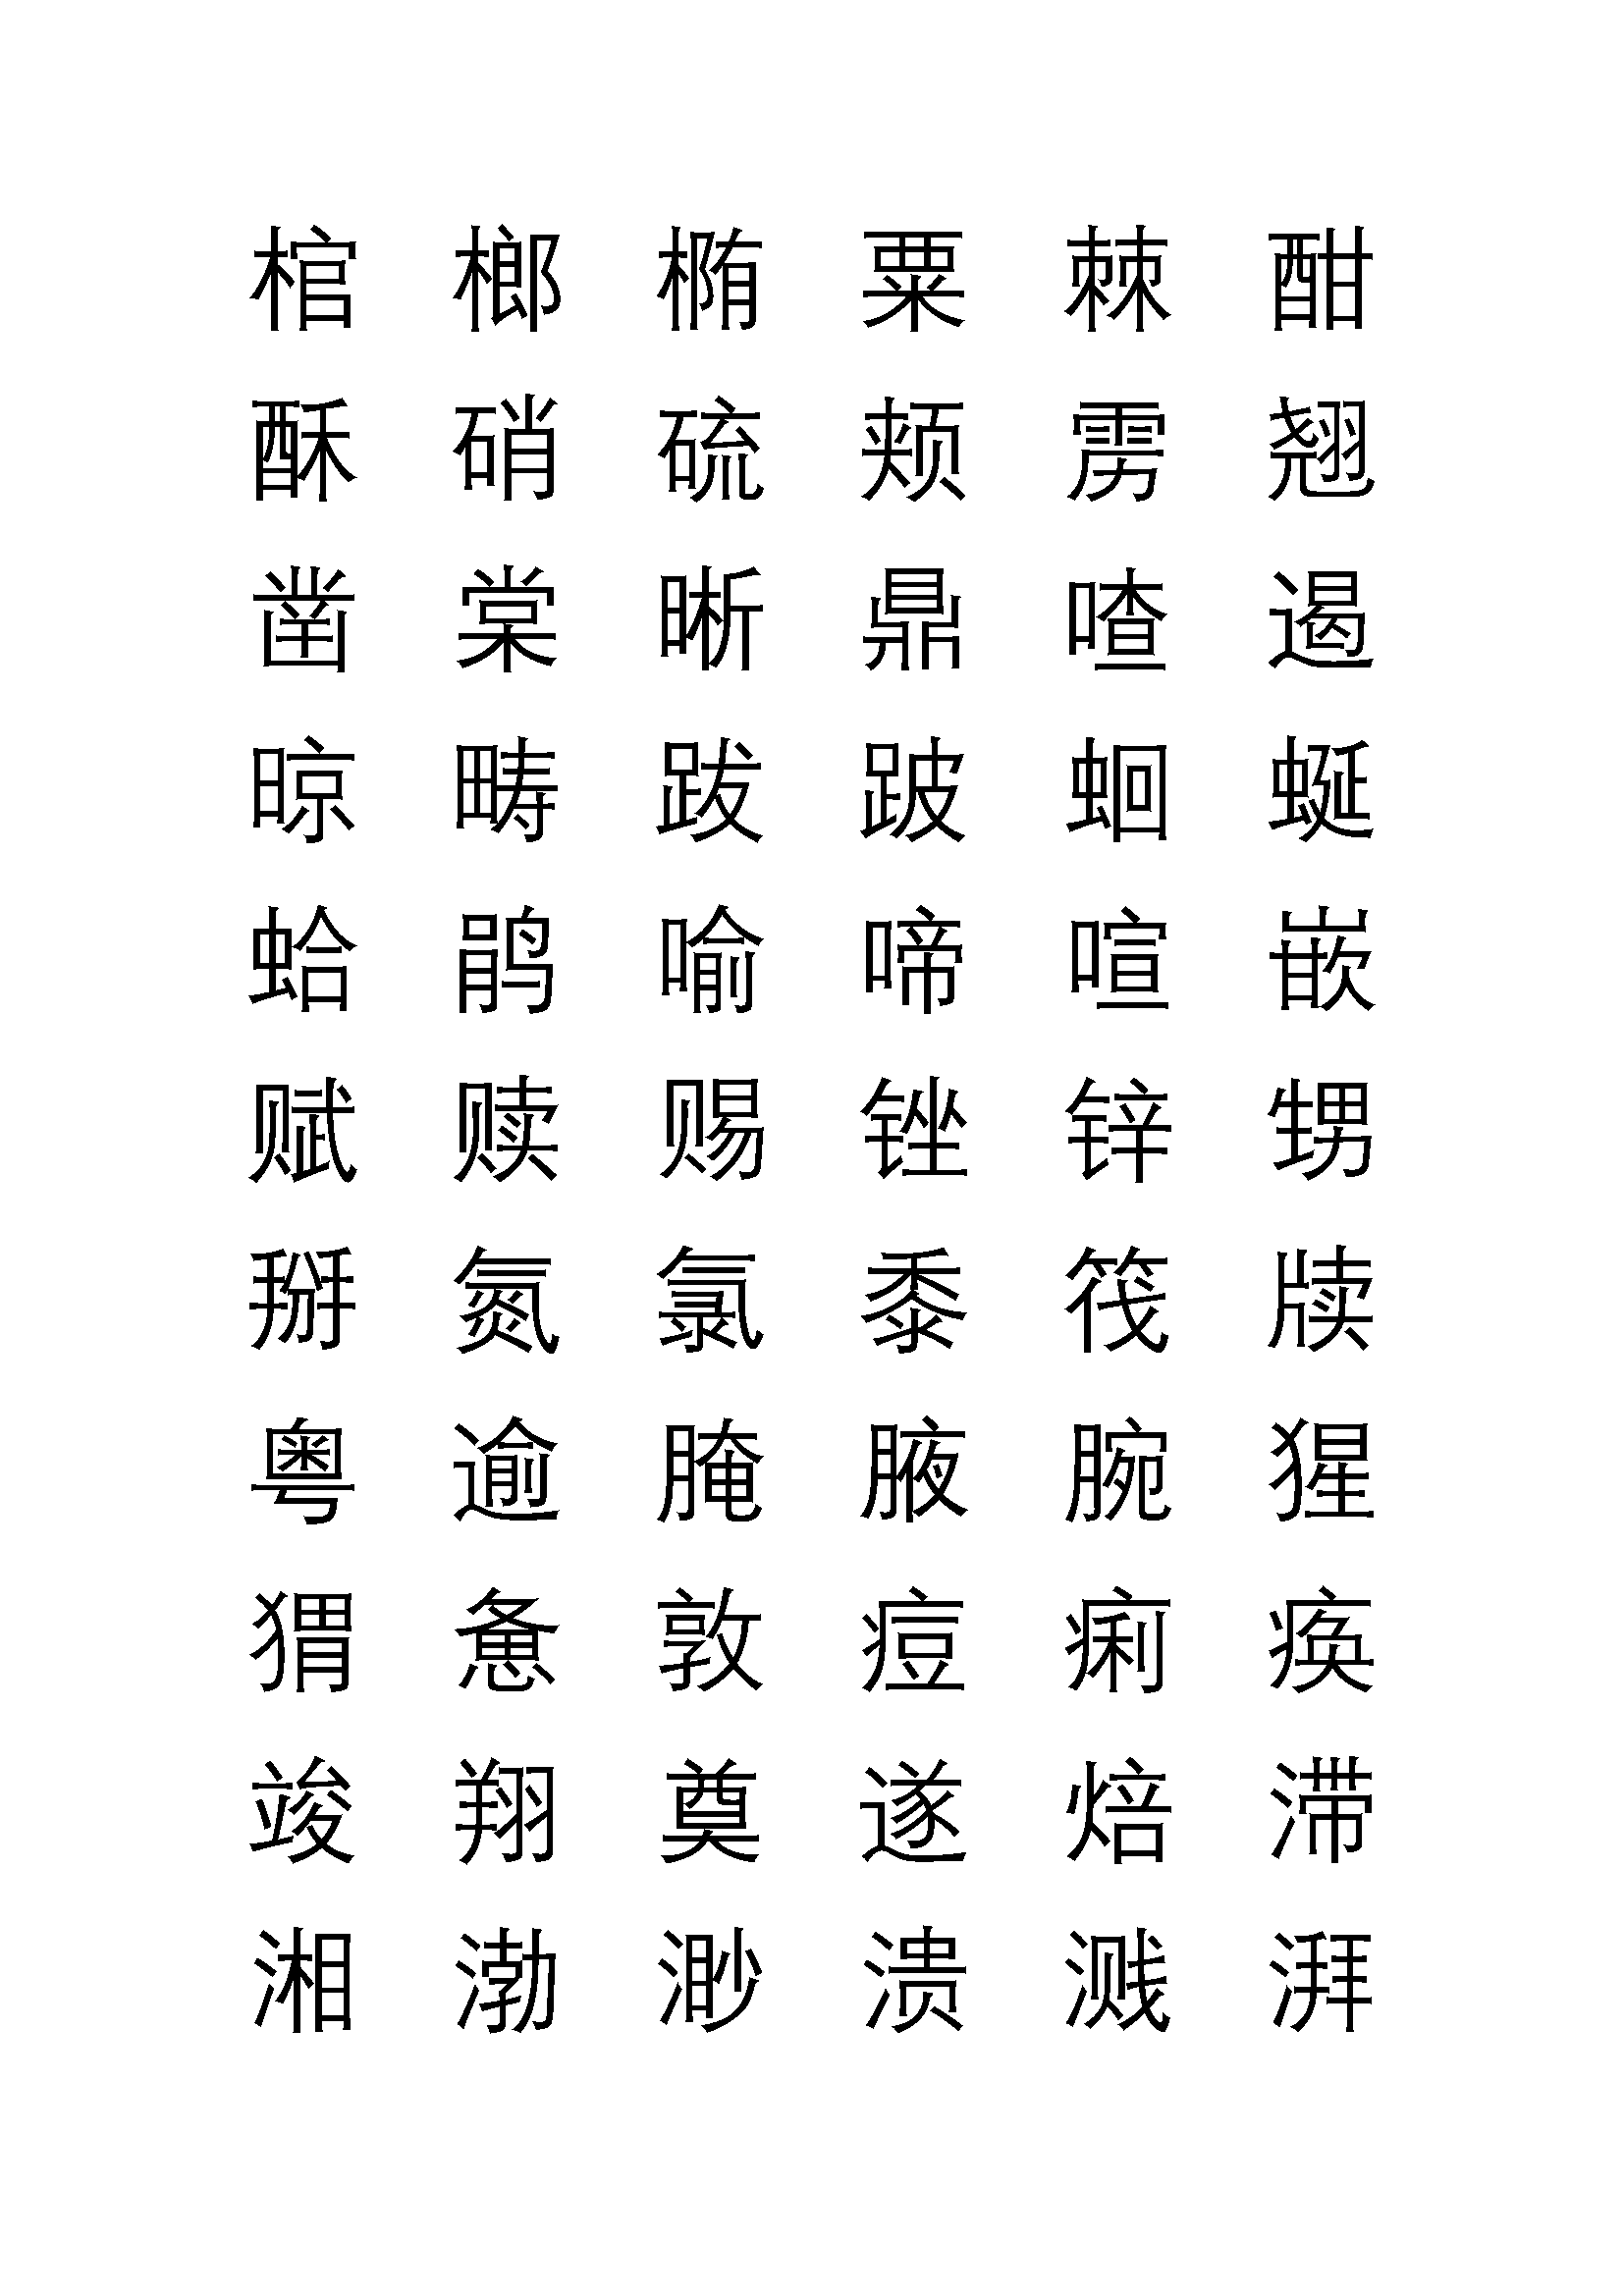 棺 榔 椭 粟 棘 酣
酥 硝 硫 颊 雳 翘
凿 棠 晰 鼎 喳 遏
晾 畴 跋 跛 蛔 蜒
蛤 鹃 喻 啼 喧 嵌
赋 赎 赐 锉 锌 甥
掰 氮 氯 黍 筏 牍
粤 逾 腌 腋 腕 猩
猬 惫 敦 痘 痢 痪
竣 翔 奠 遂 焙 滞
湘 渤 渺 溃 溅 湃